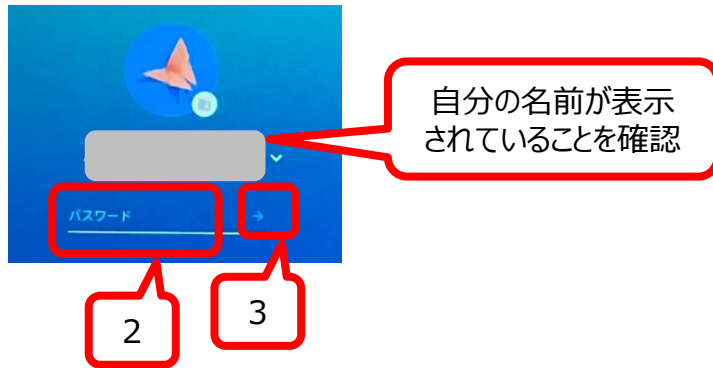 自分の名前が表示
されていることを確認
パスワード
→
2
3